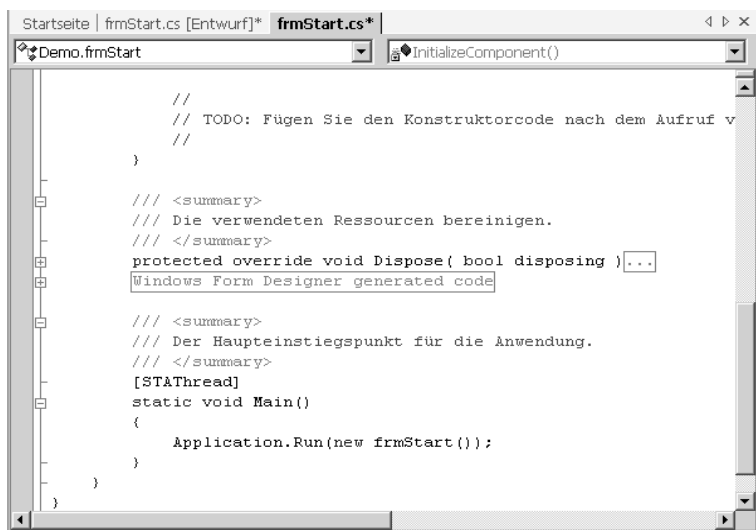 Startseite | frmStart.cs [Entwurf]* frmStart.cs*
Demo.frmStart InitializeComponent()
//
// TODO: Fügen Sie den Konstruktorcode nach dem Aufruf v
//
}
/// <summary>
/// Die verwendeten Ressourcen bereinigen.
/// </summary>
protected override void Dispose( bool disposing )...
Windows Form Designer generated code
/// <summary>
/// Der Haupteinstiegspunkt für die Anwendung.
/// </summary>
[STAThread]
static void Main()
{
Application.Run(new frmStart());
}
}
}